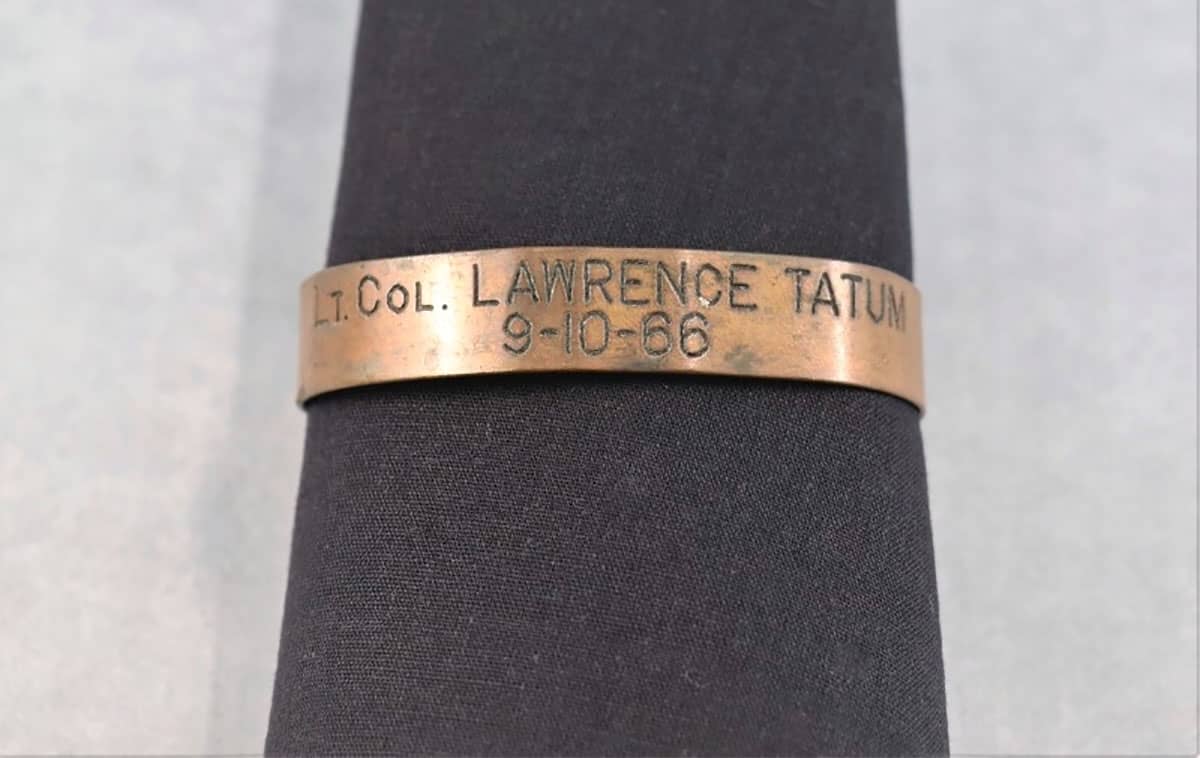 LT. COL. LAWRENCE TATUM
9-10-66